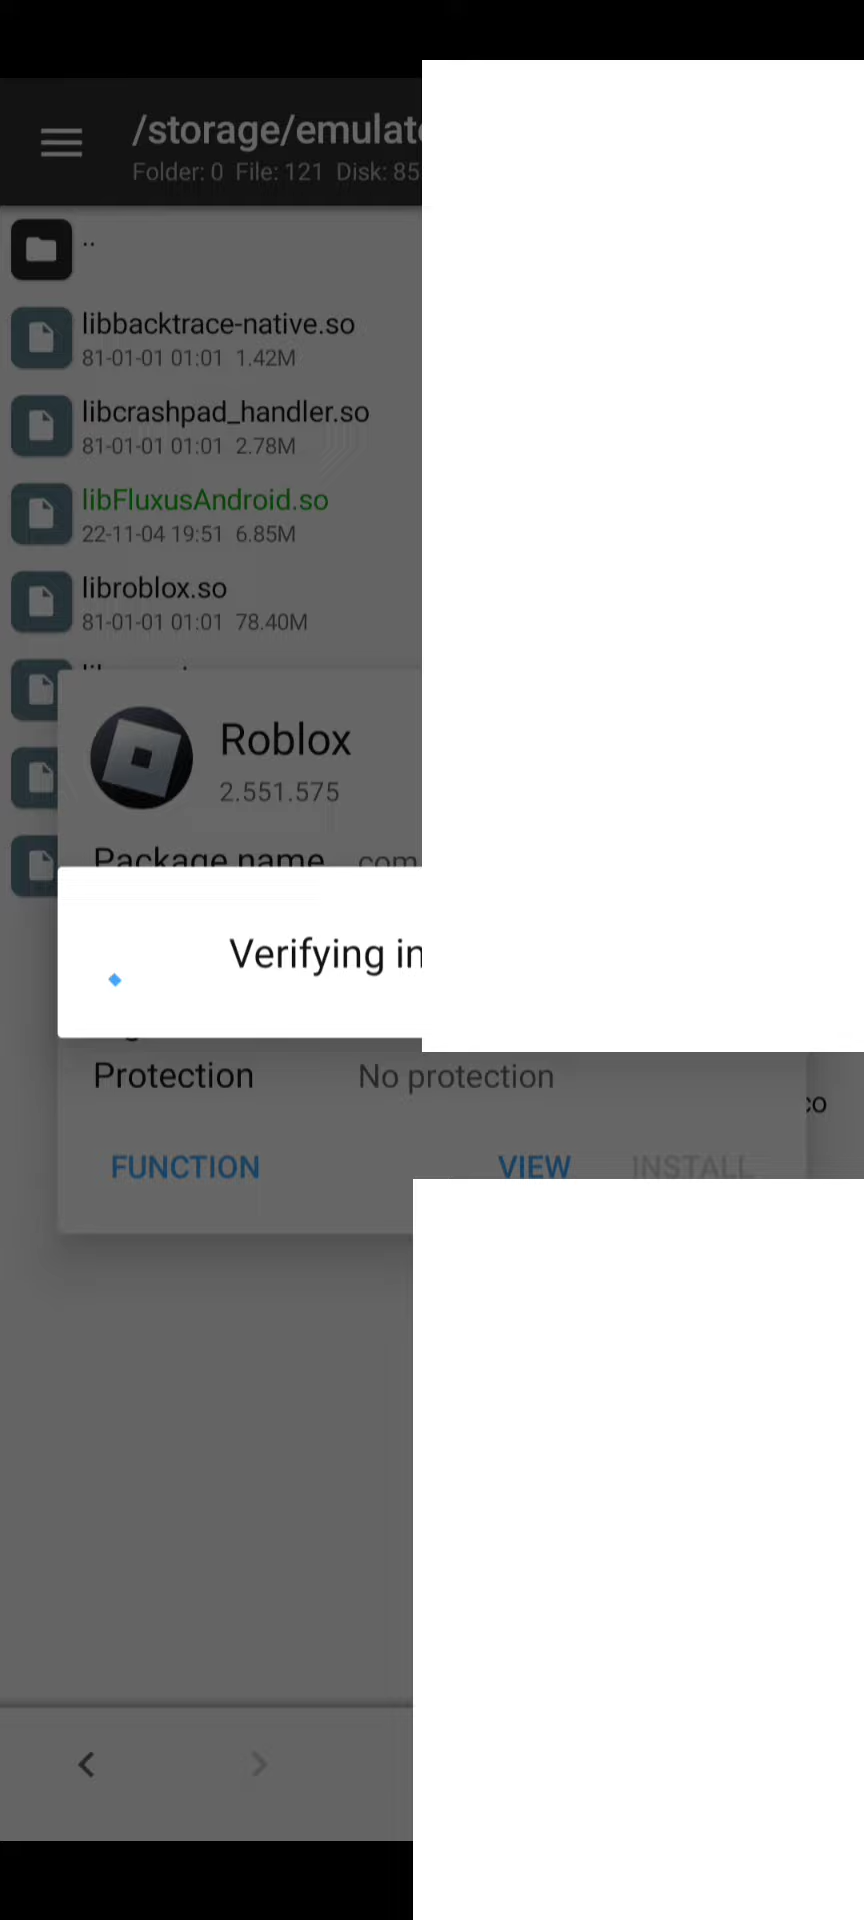 /storage/emulat
Folder: 0 File: 121 Disk: 85
..
libbacktrace-native.so
81-01-01 01:01 1.42M
libcrashpad_handler.so
81-01-01 01:01 2.78M
libFluxusAndroid.so
22-11-04 19:51 6.85M
libroblox.so
81-01-01 01:01 78.40M
Roblox
2.551.575
Package name com
Verifying in
Protection No protection
co
FUNCTION VIEW INSTALL